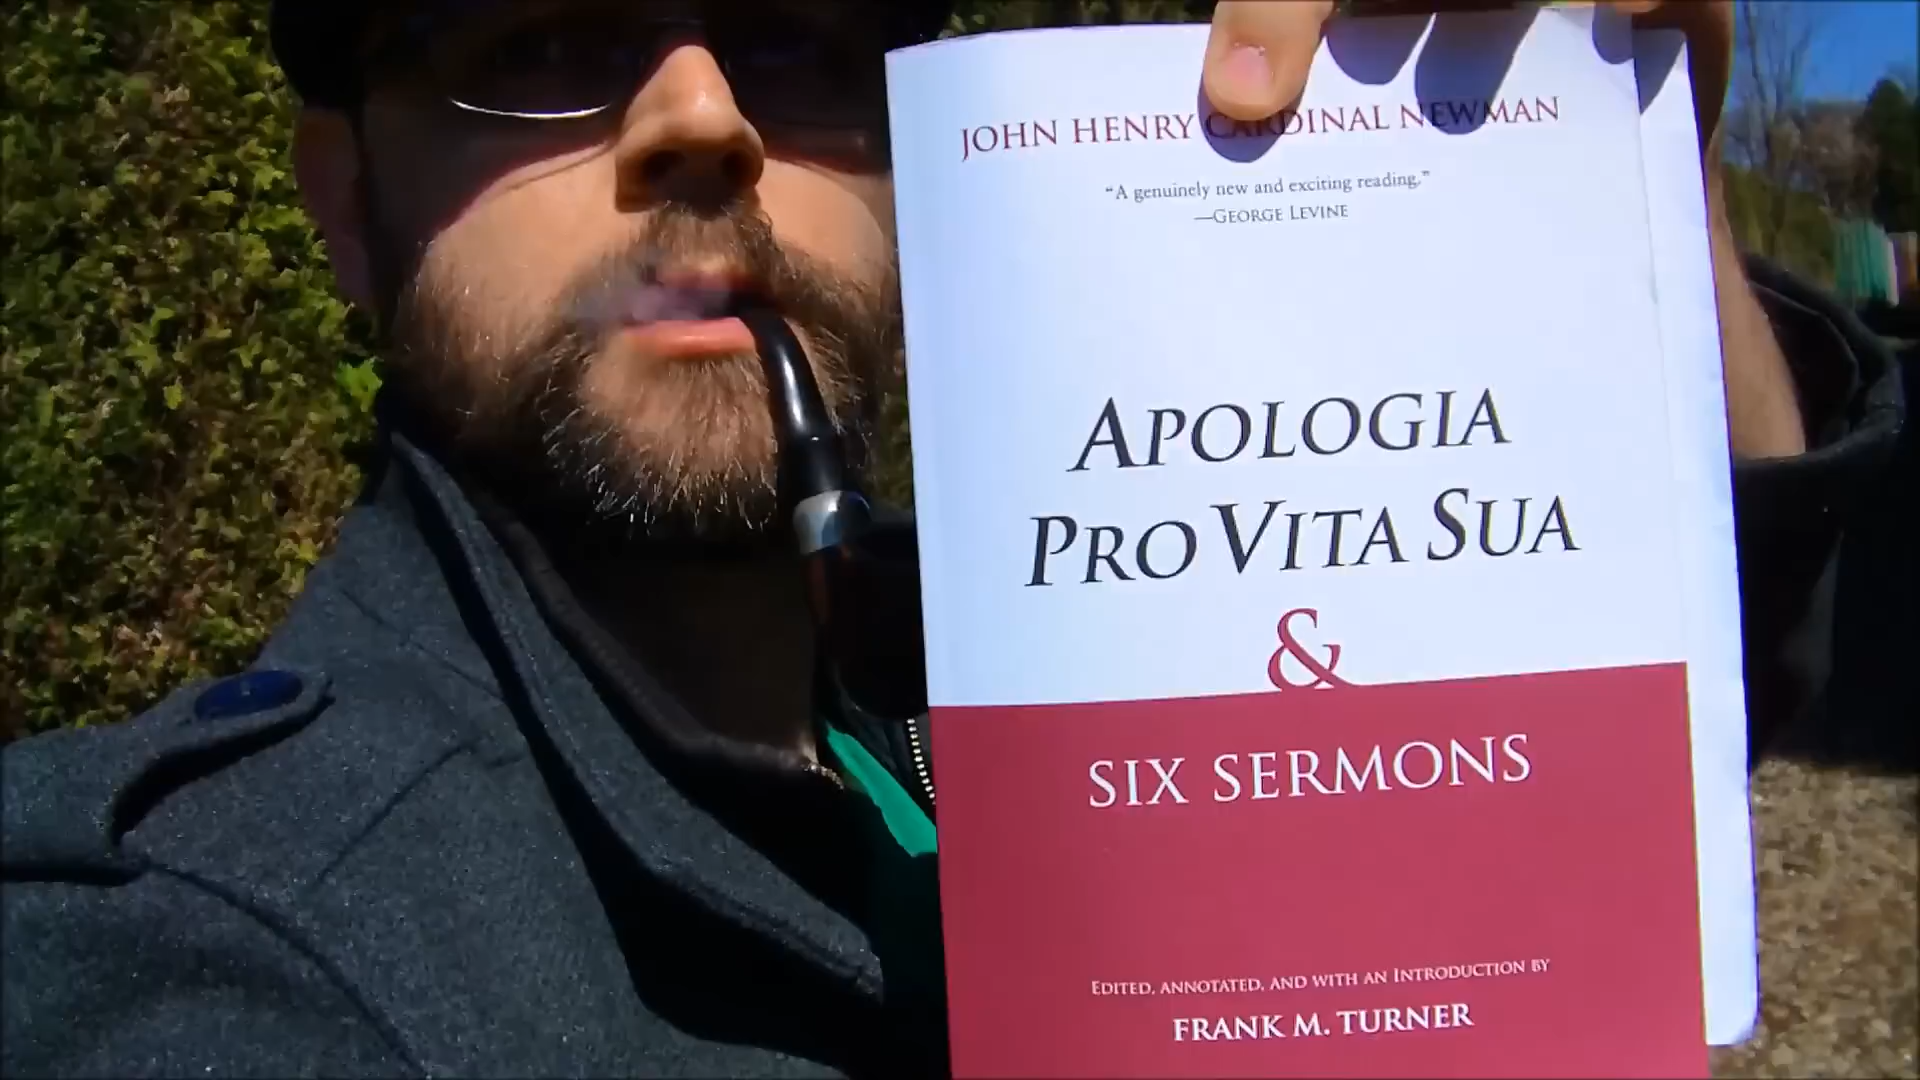 JOHN HENRY CARDINAL NEWMAN
“A genuinely new and exciting reading.”
—GEORGE LEVINE
APOLOGIA
PRO VITA SUA
&
SIX SERMONS
EDITED, ANNOTATED, AND WITH AN INTRODUCTION BY
FRANK M. TURNER